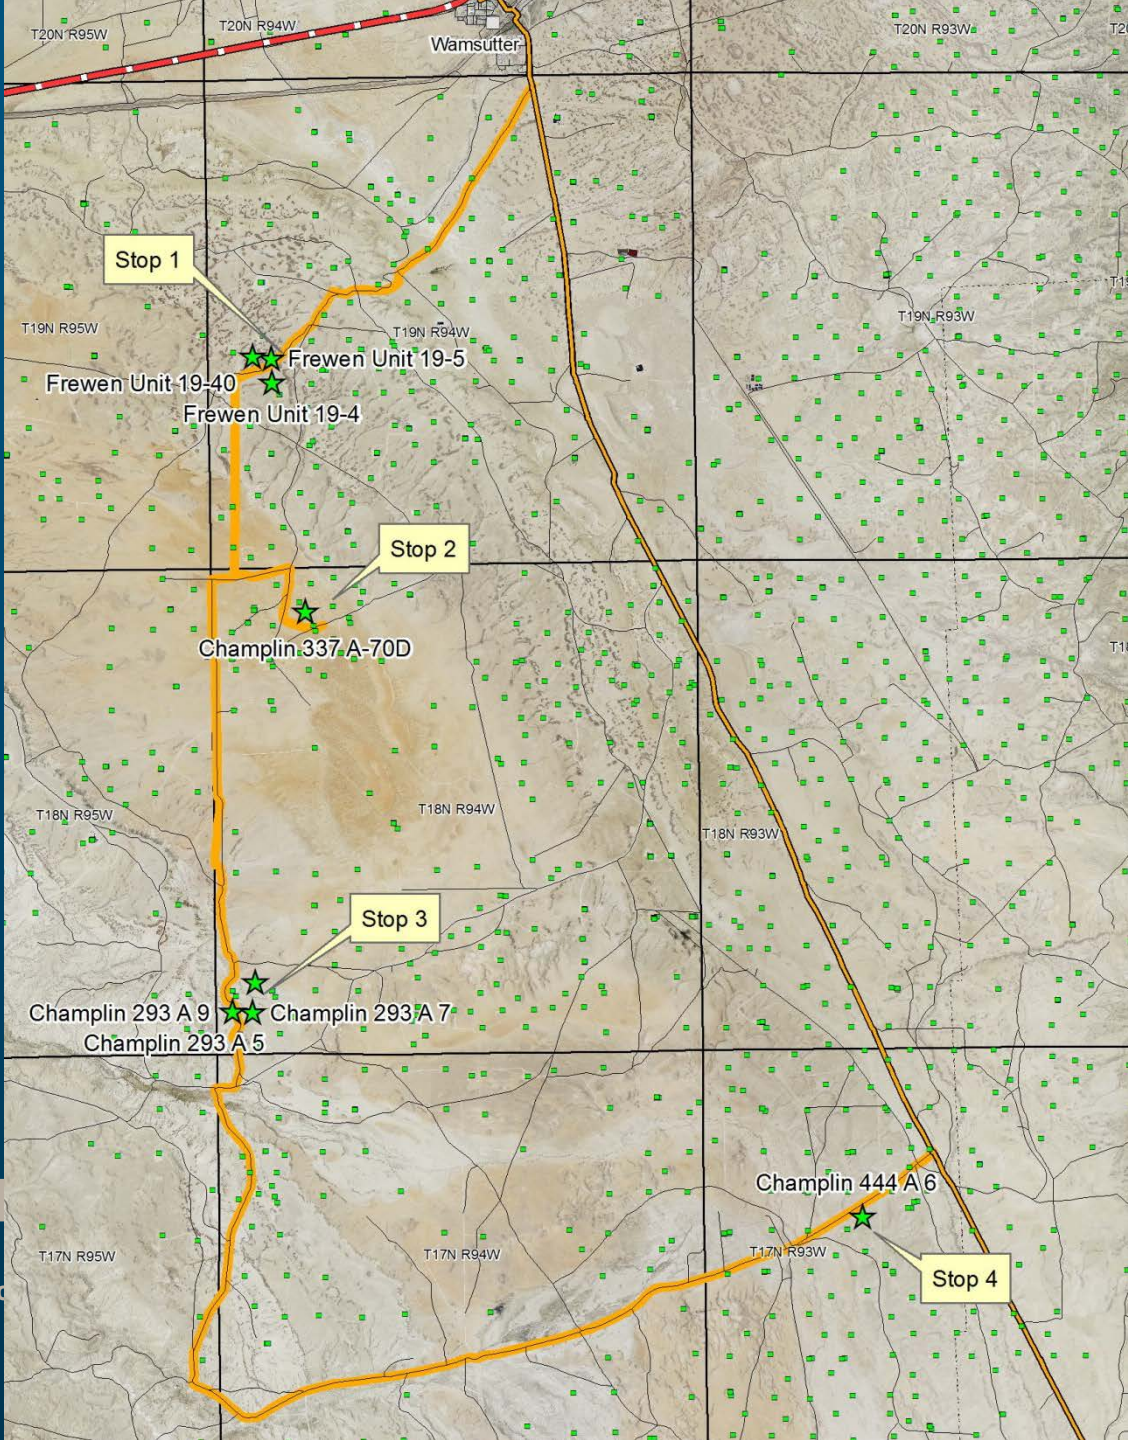 T20N R95W
T20N R94W
Wamsutter
T20N R93W
Stop 1
T19N R95W
T19N R94W
T19N R93W
Frewen Unit 19-5
Frewen Unit 19-40
Frewen Unit 19-4
Stop 2
Champlin 337 A-70D
T18N R95W
T18N R94W
T18N R93W
Stop 3
Champlin 293 A 9
Champlin 293 A 7
Champlin 293 A 5
Champlin 444 A 6
T17N R95W
T17N R94W
T17N R93W
Stop 4